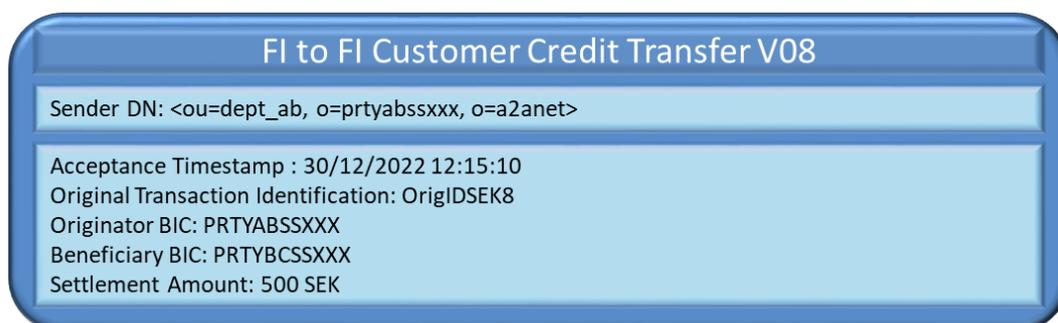 FI to FI Customer Credit Transfer V08
Sender DN: <ou=dept_ab, o=prtyabssxxx, o=a2anet>
Acceptance Timestamp : 30/12/2022 12:15:10
Original Transaction Identification: OrigIDSEK8
Originator BIC: PRTYABSSXXX
Beneficiary BIC: PRTYBCSSXXX
Settlement Amount: 500 SEK